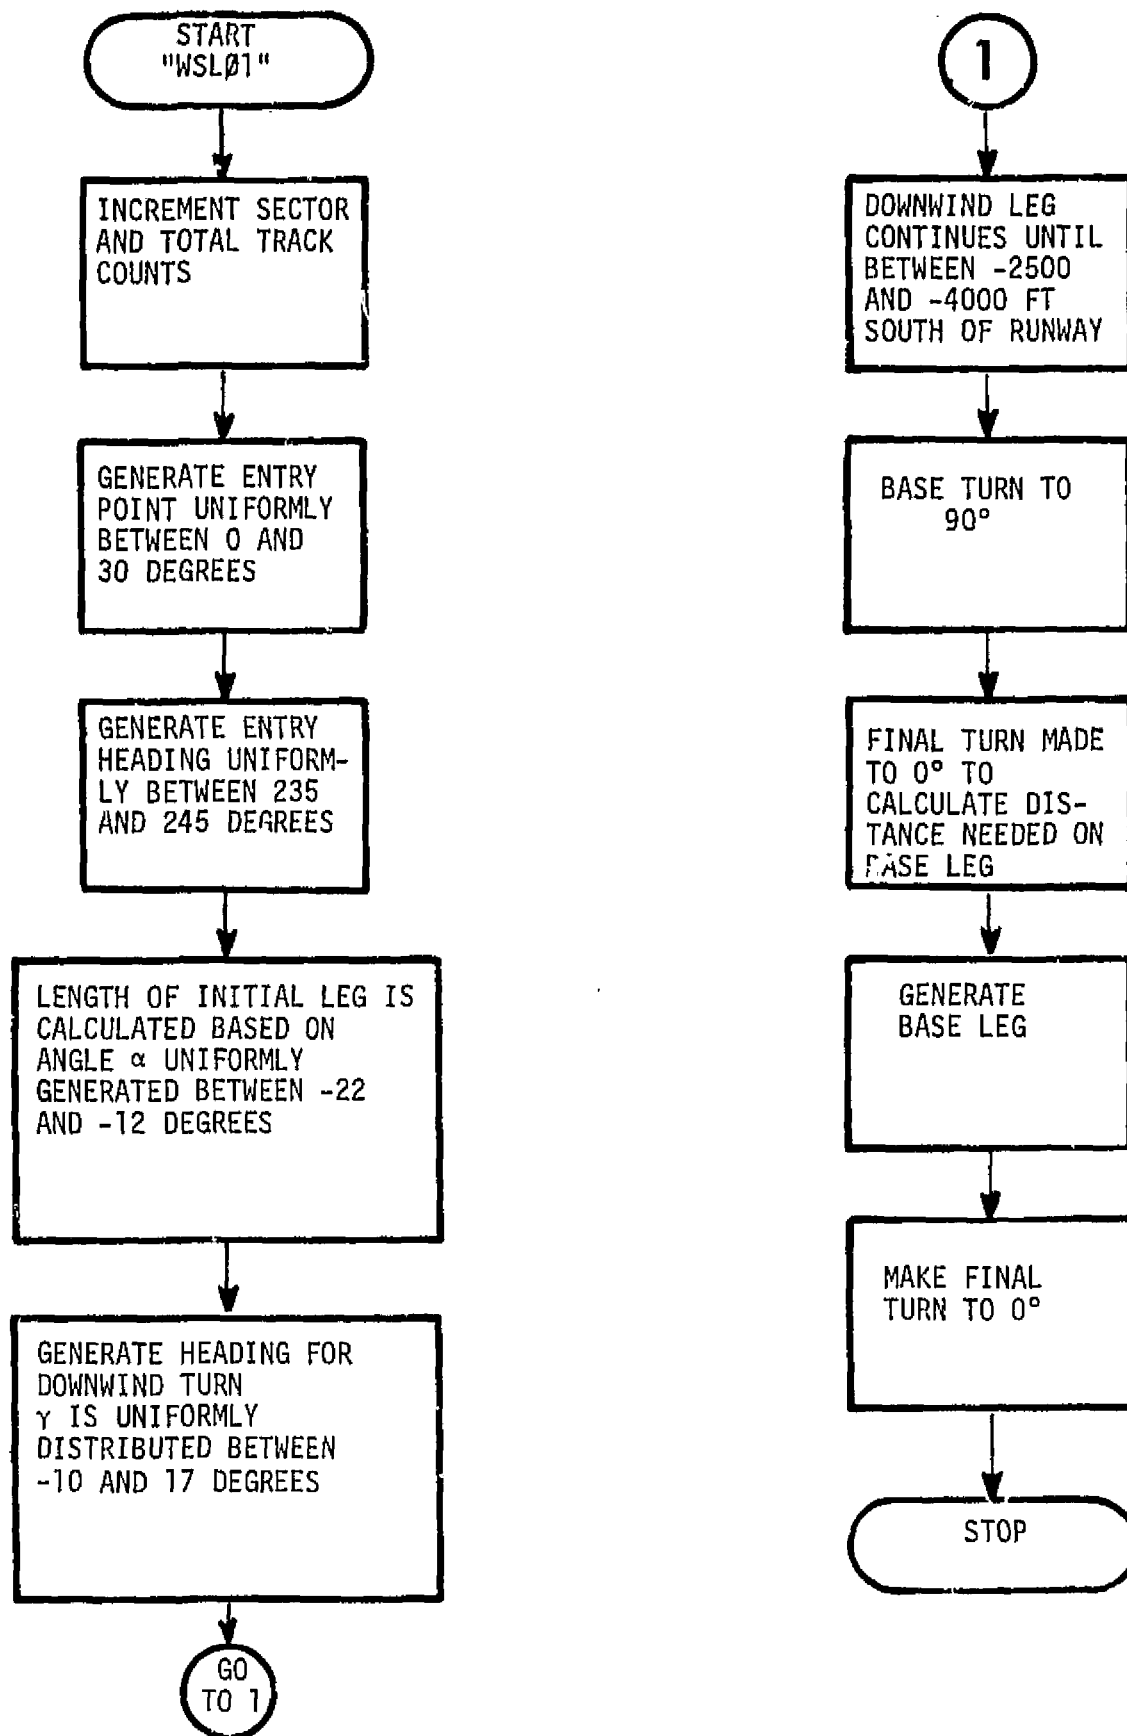 START
"WSLØ1"
INCREMENT SECTOR
AND TOTAL TRACK
COUNTS
GENERATE ENTRY
POINT UNIFORMLY
BETWEEN 0 AND
30 DEGREES
GENERATE ENTRY
HEADING UNIFORM-
LY BETWEEN 235
AND 245 DEGREES
LENGTH OF INITIAL LEG IS
CALCULATED BASED ON
ANGLE α UNIFORMLY
GENERATED BETWEEN -22
AND -12 DEGREES
GENERATE HEADING FOR
DOWNWIND TURN
γ IS UNIFORMLY
DISTRIBUTED BETWEEN
-10 AND 17 DEGREES
GO
TO 1
1
DOWNWIND LEG
CONTINUES UNTIL
BETWEEN -2500
AND -4000 FT
SOUTH OF RUNWAY
BASE TURN TO
90°
FINAL TURN MADE
TO 0° TO
CALCULATE DIS-
TANCE NEEDED ON
BASE LEG
GENERATE
BASE LEG
MAKE FINAL
TURN TO 0°
STOP